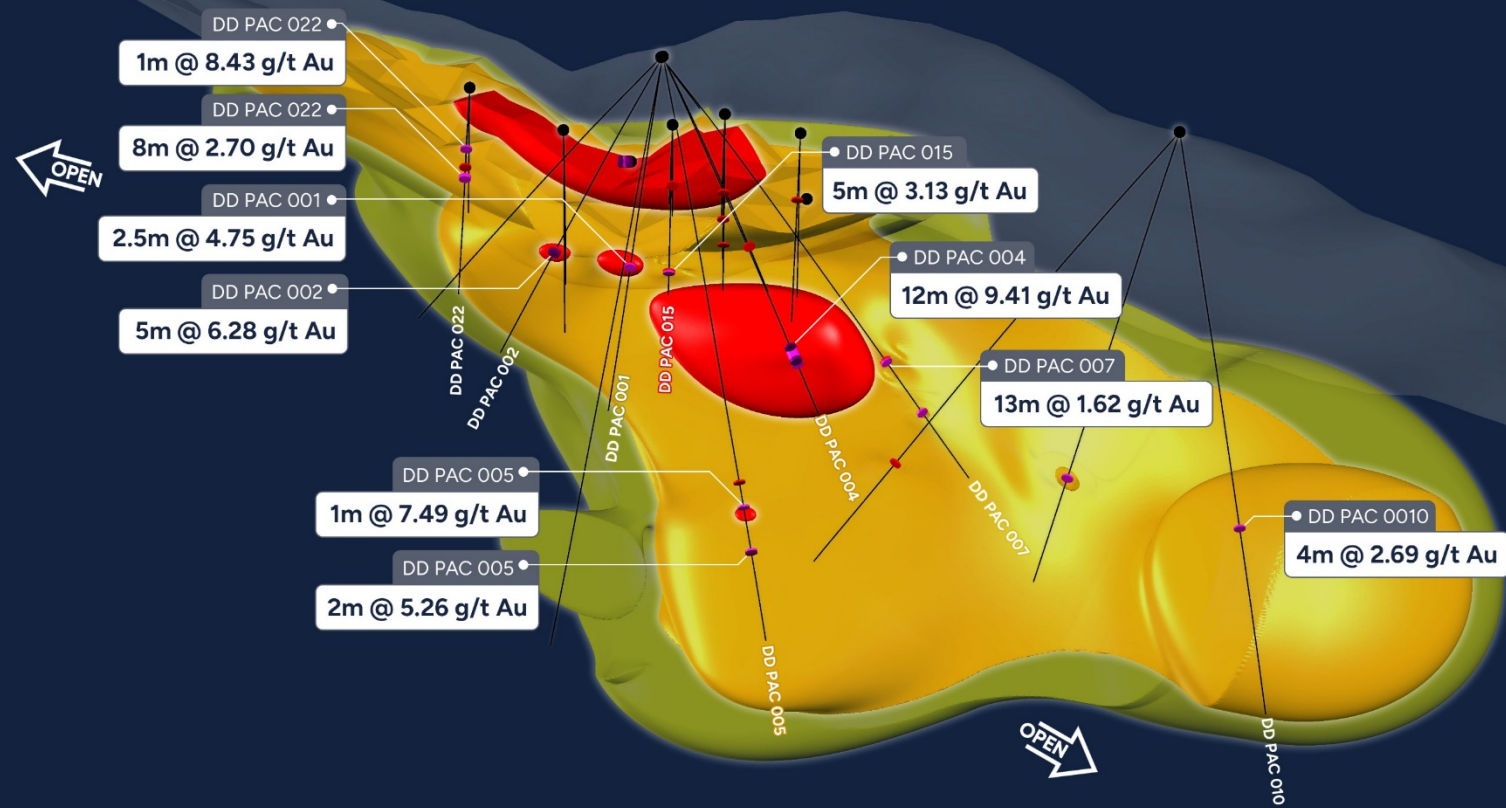 DD PAC 022
1m @ 8.43 g/t Au
DD PAC 022
8m @ 2.70 g/t Au
OPEN
DD PAC 001
2.5m @ 4.75 g/t Au
DD PAC 002
5m @ 6.28 g/t Au
DD PAC 015
5m @ 3.13 g/t Au
DD PAC 004
12m @ 9.41 g/t Au
DD PAC 007
13m @ 1.62 g/t Au
DD PAC 022
DD PAC 002
DD PAC 001
DD PAC 015
DD PAC 004
DD PAC 007
DD PAC 005
1m @ 7.49 g/t Au
DD PAC 005
2m @ 5.26 g/t Au
DD PAC 0010
4m @ 2.69 g/t Au
DD PAC 005
OPEN
DD PAC 010